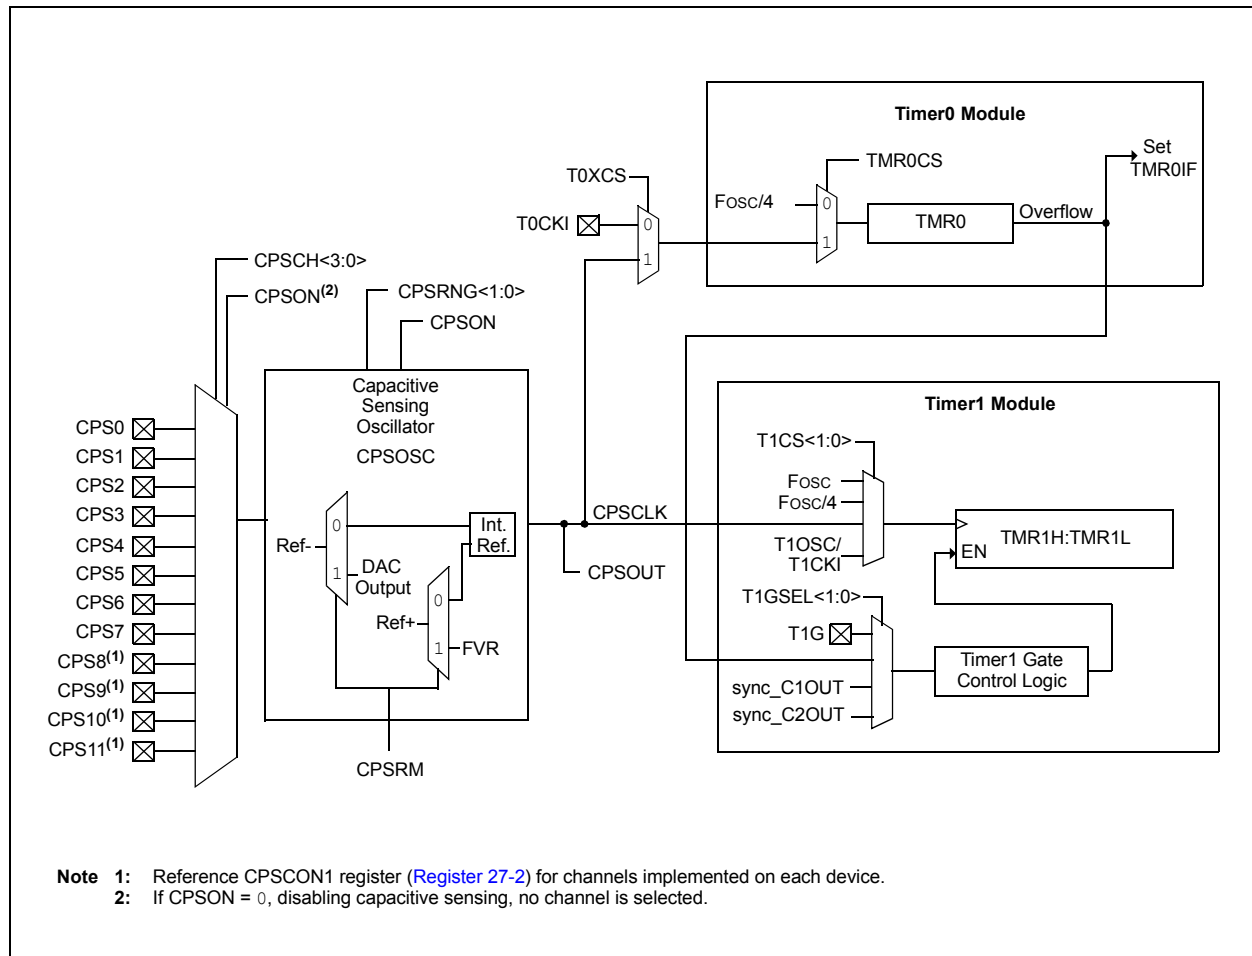 Timer0 Module
Set
TMR0IF
TMR0CS
T0XCS
FOSC/4
0
1
TMR0
Overflow
T0CKI
0
1
CPSCH<3:0>
CPSON(2)
CPSRNG<1:0>
CPSON
Capacitive
Sensing
Oscillator
CPSOSC
Timer1 Module
T1CS<1:0>
FOSC
FOSC/4
T1OSC/
T1CKI
TMR1H:TMR1L
EN
CPS0
CPS1
CPS2
CPS3
CPS4
CPS5
CPS6
CPS7
CPS8(1)
CPS9(1)
CPS10(1)
CPS11(1)
0
1
Ref-
DAC
Output
Int.
Ref.
0
1
Ref+
FVR
CPSCLK
CPSOUT
T1GSEL<1:0>
T1G
sync_C1OUT
sync_C2OUT
Timer1 Gate
Control Logic
CPSRM
Note 1: Reference CPSCON1 register (Register 27-2) for channels implemented on each device.
2: If CPSON = 0, disabling capacitive sensing, no channel is selected.